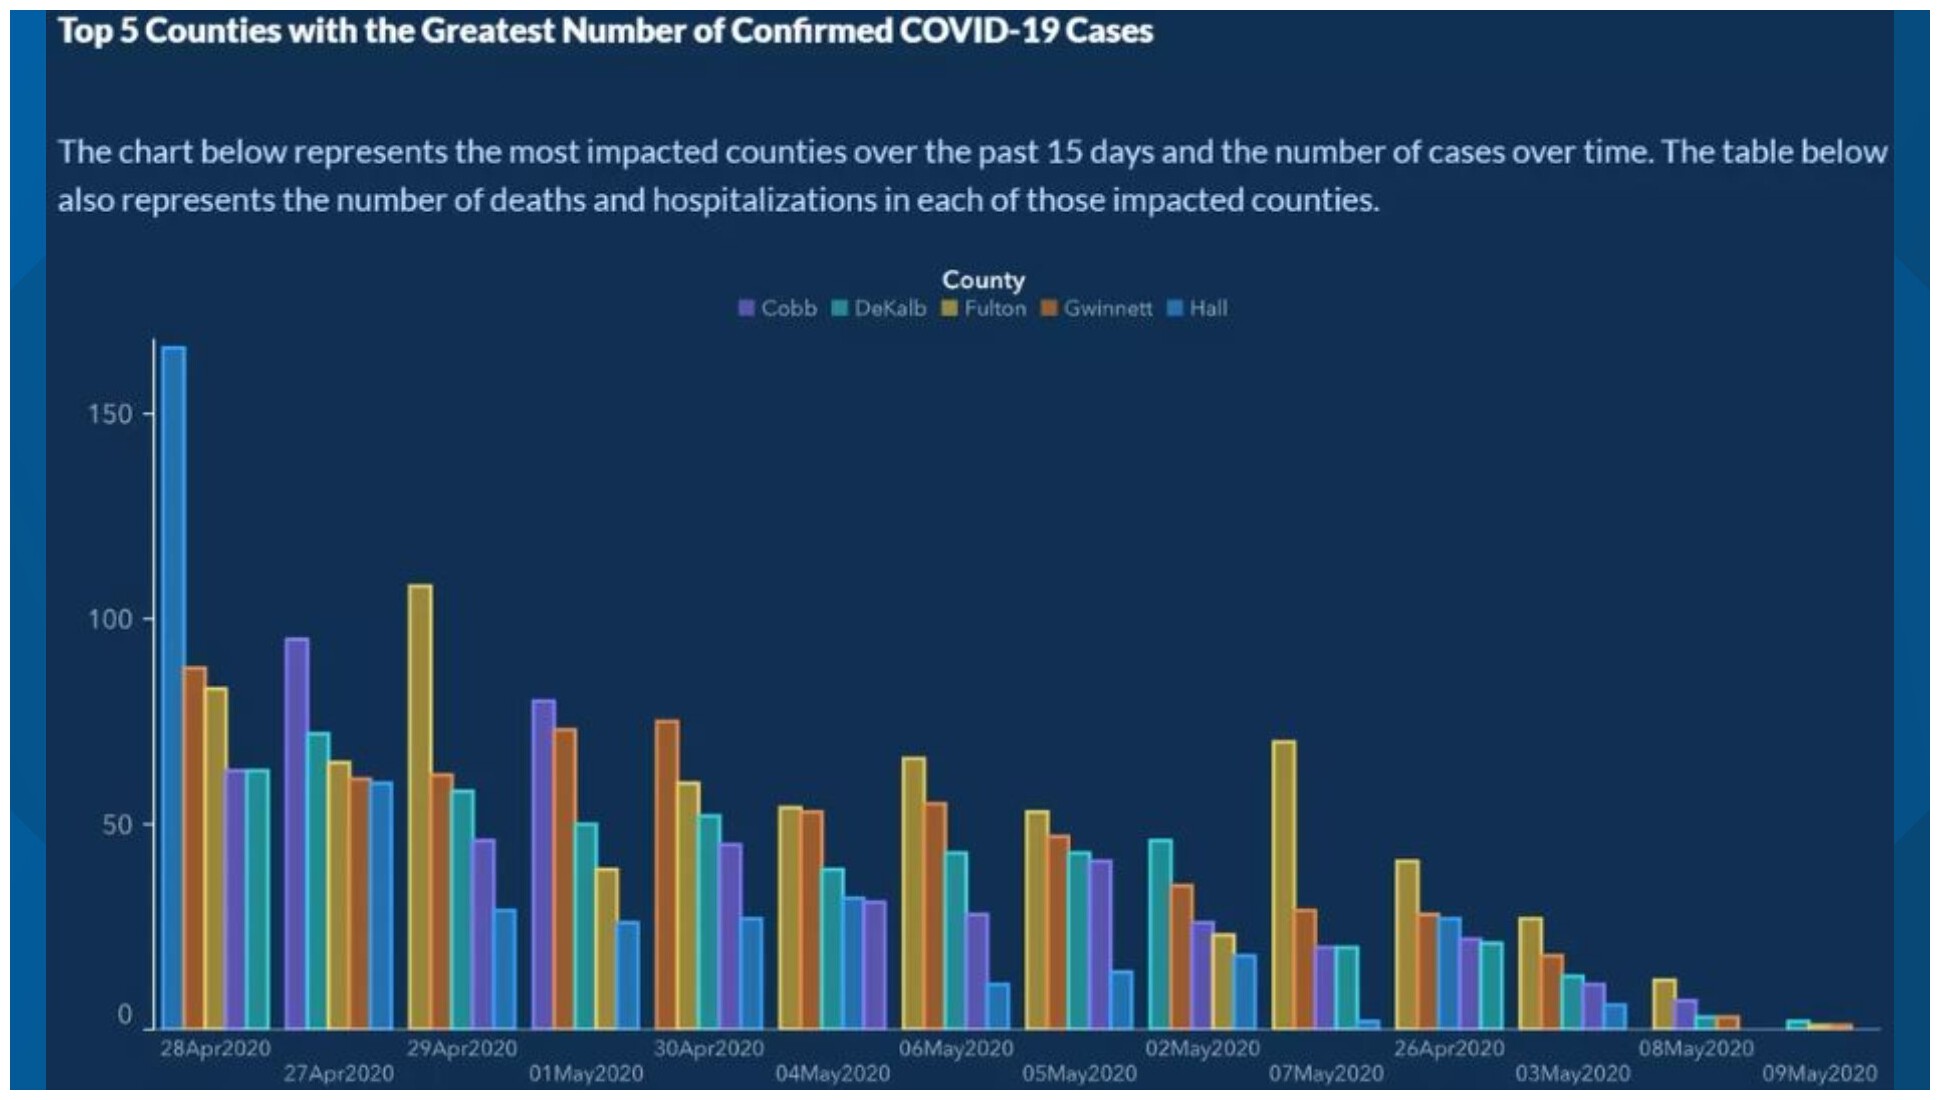 Top 5 Counties with the Greatest Number of Confirmed COVID-19 Cases
The chart below represents the most impacted counties over the past 15 days and the number of cases over time. The table below
also represents the number of deaths and hospitalizations in each of those impacted counties.
County
Cobb DeKalb Fulton Gwinnett Hall
150
100
50
0
28Apr2020 29Apr2020 30Apr2020 06May2020 02May2020 26Apr2020 08May2020
27Apr2020 01May2020 04May2020 05May2020 07May2020 03May2020 09May2020